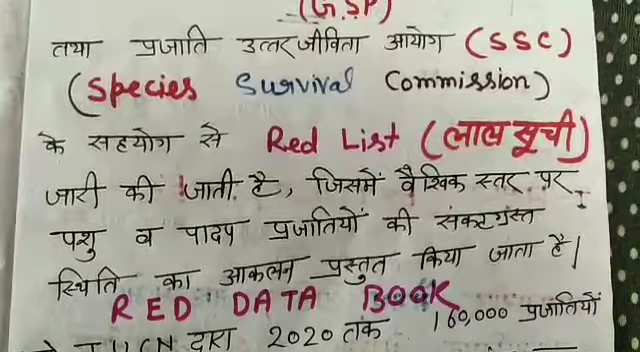 (G.SP)
तथा प्रजाति उत्तरजीविता आयोग (SSC)
(Species Survival Commission)
के सहयोग से Red List (लाल सूची)
जारी की जाती है, जिसमें वैश्विक स्तर पर
पशु व पादप प्रजातियों की संकटग्रस्त
स्थिति का आकलन प्रस्तुत किया जाता है|
RED DATA BOOK
IUCN द्वारा 2020 तक 160,000 प्रजातियों